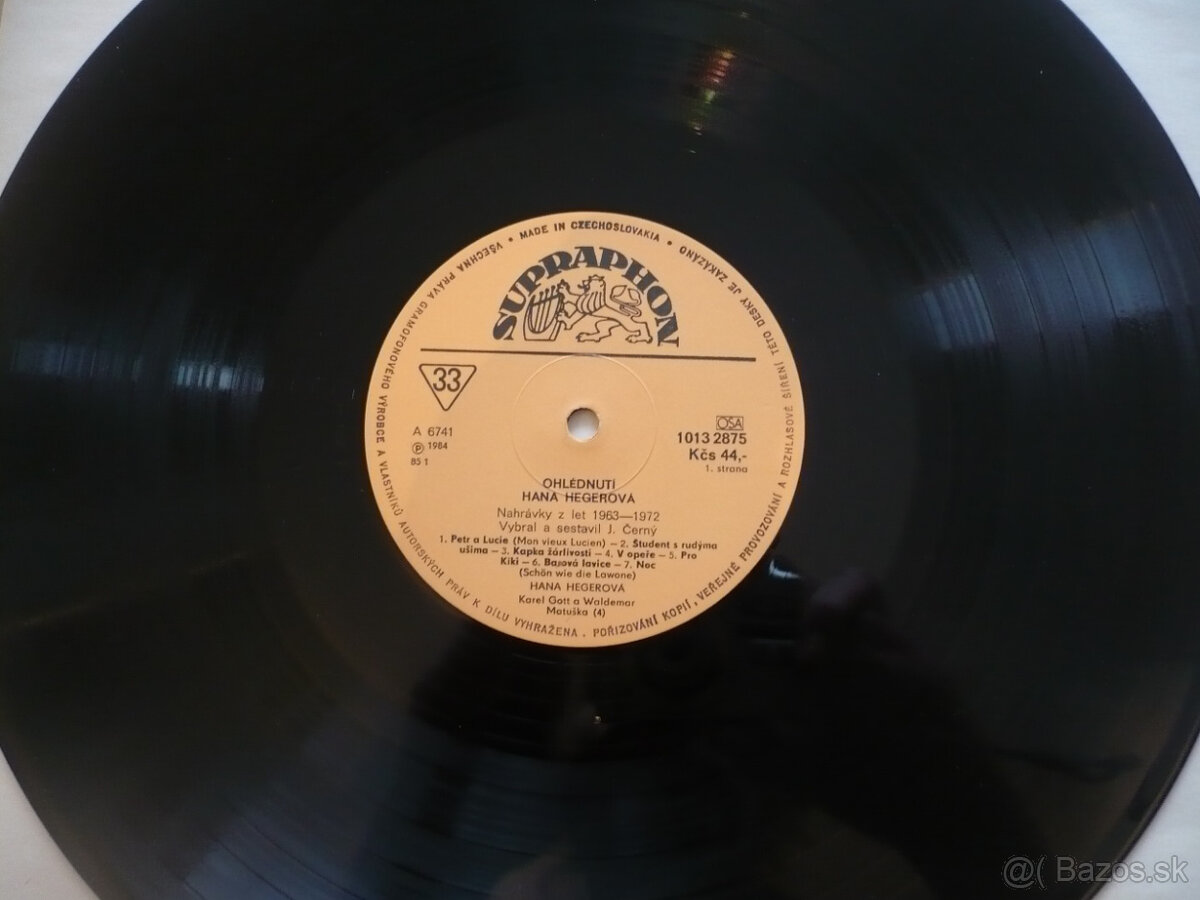 VŠECHNA PRÁVA GRAMOFONOVÉHO VÝROBCE A VLASTNÍKŮ AUTORSKÝCH PRÁV K DÍLU VYHRAŽENA . POŘIZOVÁNÍ KOPIÍ, VEŘEJNÉ PROVOZOVÁNÍ A ROZHLASOVÉ ŠÍŘENÍ TÉTO DESKY JE ZAKÁZÁNO
• MADE IN CZECHOSLOVAKIA •
SUPRAPHON
33
A 6741
Ⓟ 1984
85 1
OSA
1013 2875
Kčs 44,-
1. strana
OHLÉDNUTÍ
HANA HEGEROVÁ
Nahrávky z let 1963—1972
Vybral a sestavil J. Černý
1. Petr a Lucie (Mon vieux Lucien) — 2. Student s rudýma
ušima — 3. Kapka žárlivosti — 4. V opeře — 5. Pro
Kiki — 6. Barová lavice — 7. Noc
(Schön wie die Lawone)
HANA HEGEROVÁ
Karel Gott a Waldemar
Matuška (4)
@( Bazos.sk